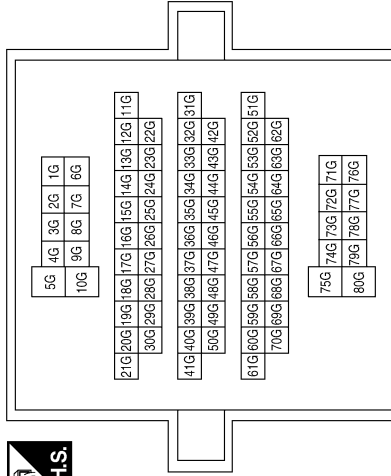 H.S.
5G 4G 3G 2G 1G
10G 9G 8G 7G 6G
21G 20G 19G 18G 17G 16G 15G 14G 13G 12G 11G
30G 29G 28G 27G 26G 25G 24G 23G 22G
41G 40G 39G 38G 37G 36G 35G 34G 33G 32G 31G
50G 49G 48G 47G 46G 45G 44G 43G 42G
61G 60G 59G 58G 57G 56G 55G 54G 53G 52G 51G
70G 69G 68G 67G 66G 65G 64G 63G 62G
75G 74G 73G 72G 71G
80G 79G 78G 77G 76G